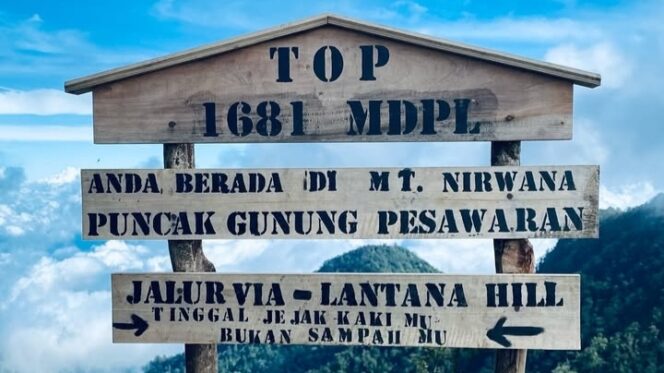 TOP
1681 MDPL
ANDA BERADA DI MT. NIRWANA
PUNCAK GUNUNG PESAWARAN
JALUR VIA - LANTANA HILL
TINGGAL JEJAK KAKI MU
BUKAN SAMPAH MU